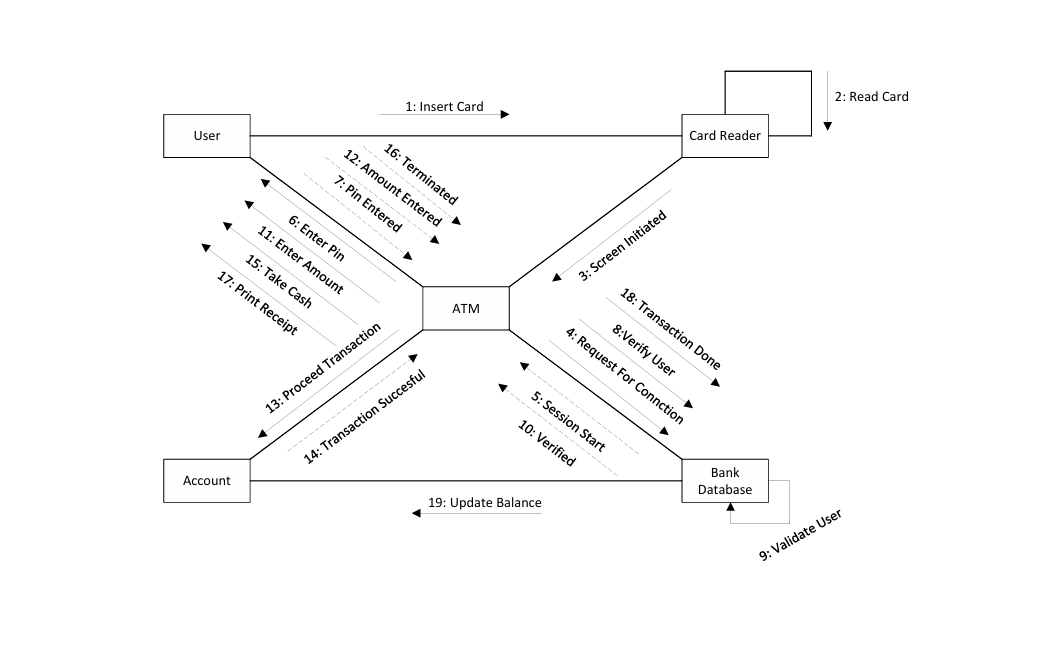 1: Insert Card
2: Read Card
User
Card Reader
16: Terminated
12: Amount Entered
7: Pin Entered
6: Enter Pin
11: Enter Amount
15: Take Cash
17: Print Receipt
3: Screen Initiated
ATM
18: Transaction Done
8:Verify User
4: Request For Connction
13: Proceed Transaction
14: Transaction Succesful
5: Session Start
10: Verified
Account
Bank
Database
19: Update Balance
9: Validate User